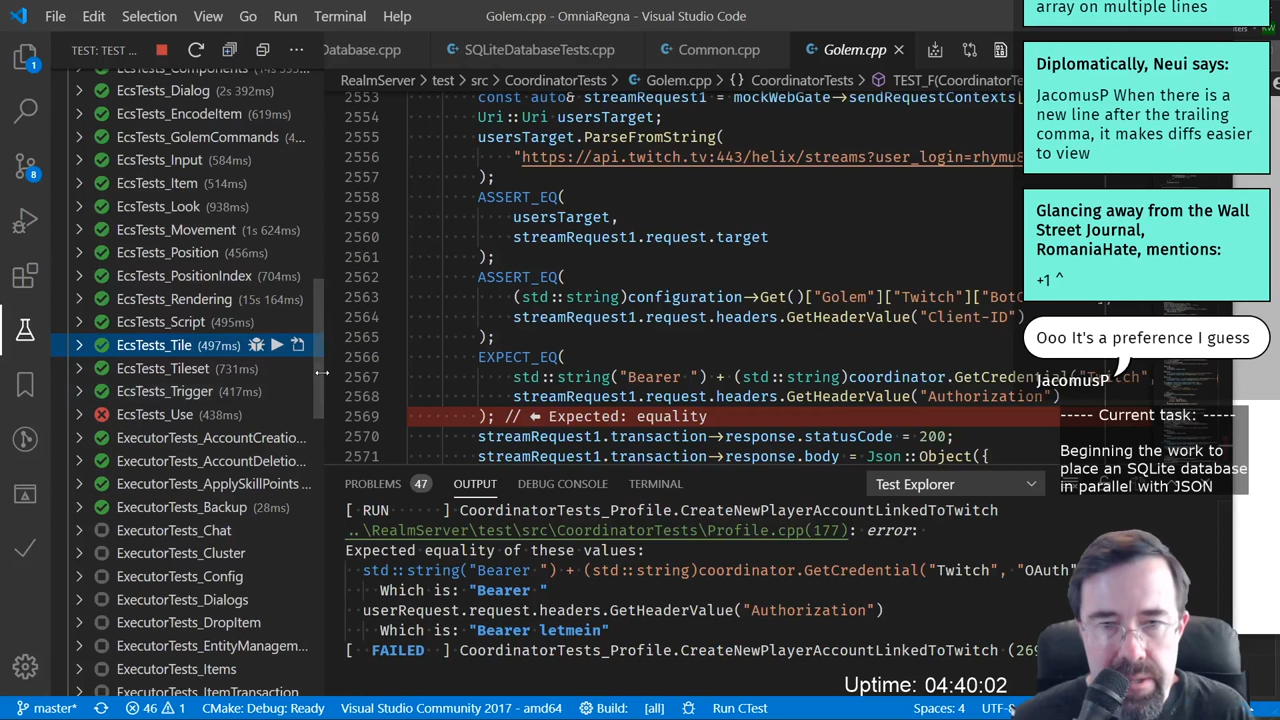 File Edit Selection View Go Run Terminal Help Golem.cpp - OmniaRegna - Visual Studio Code
array on multiple lines
TEST: TEST ... Database.cpp SQLiteDatabaseTests.cpp Common.cpp Golem.cpp
RealmServer > test > src > CoordinatorTests > Golem.cpp > {} CoordinatorTests > TEST_F(Coordinator
EcsTests_Components
EcsTests_Dialog (2s 392ms)
EcsTests_EncodeItem (619ms)
EcsTests_GolemCommands (4...
EcsTests_Input (584ms)
EcsTests_Item (183ms)
EcsTests_Look (938ms)
EcsTests_Movement (1s 624ms)
EcsTests_Position (456ms)
EcsTests_PositionIndex (704ms)
EcsTests_Rendering (15s 164ms)
EcsTests_Script (495ms)
EcsTests_Tile (497ms)
EcsTests_Tileset (731ms)
EcsTests_Trigger (417ms)
EcsTests_Use (438ms)
ExecutorTests_AccountCreatio...
ExecutorTests_AccountDeletio...
ExecutorTests_ApplySkillPoints ...
ExecutorTests_Backup (28ms)
ExecutorTests_Chat
ExecutorTests_Cluster
ExecutorTests_Config
ExecutorTests_Dialogs
ExecutorTests_DropItem
ExecutorTests_EntityManagem...
ExecutorTests_Items
ExecutorTests_ItemTransaction
1
8
2553 const auto& streamRequest1 = mockWebGate->sendRequestContexts[
2554 Uri::Uri usersTarget;
2555 usersTarget.ParseFromString(
2556 "https://api.twitch.tv:443/helix/streams?user_login=rhymu8
2557 );
2558 ASSERT_EQ(
2559 usersTarget,
2560 streamRequest1.request.target
2561 );
2562 ASSERT_EQ(
2563 (std::string)configuration->Get()["Golem"]["Twitch"]["BotC
2564 streamRequest1.request.headers.GetHeaderValue("Client-ID")
2565 );
2566 EXPECT_EQ(
2567 std::string("Bearer ") + (std::string)coordinator.GetCredential("Twitch",
2568 streamRequest1.request.headers.GetHeaderValue("Authorization")
2569 ); // ⬅ Expected: equality
2570 streamRequest1.transaction->response.statusCode = 200;
2571 streamRequest1.transaction->response.body = Json::Object({
PROBLEMS 47 OUTPUT DEBUG CONSOLE TERMINAL Test Explorer
[ RUN ] CoordinatorTests_Profile.CreateNewPlayerAccountLinkedToTwitch
..\RealmServer\test\src\CoordinatorTests\Profile.cpp(177): error:
Expected equality of these values:
std::string("Bearer ") + (std::string)coordinator.GetCredential("Twitch", "OAuth"
Which is: "Bearer "
userRequest.request.headers.GetHeaderValue("Authorization")
Which is: "Bearer letmein"
[ FAILED ] CoordinatorTests_Profile.CreateNewPlayerAccountLinkedToTwitch (269
Diplomatically, Neui says:
JacomusP When there is a
new line after the trailing
comma, it makes diffs easier
to view
Glancing away from the Wall
Street Journal,
RomaniaHate, mentions:
+1 ^
Ooo It's a preference I guess
JacomusP
----- Current task: -----
Beginning the work to
place an SQLite database
in parallel with JSON
Uptime: 04:40:02
master* 46 1 CMake: Debug: Ready Visual Studio Community 2017 - amd64 Build: [all] Run CTest Spaces: 4 UTF-8